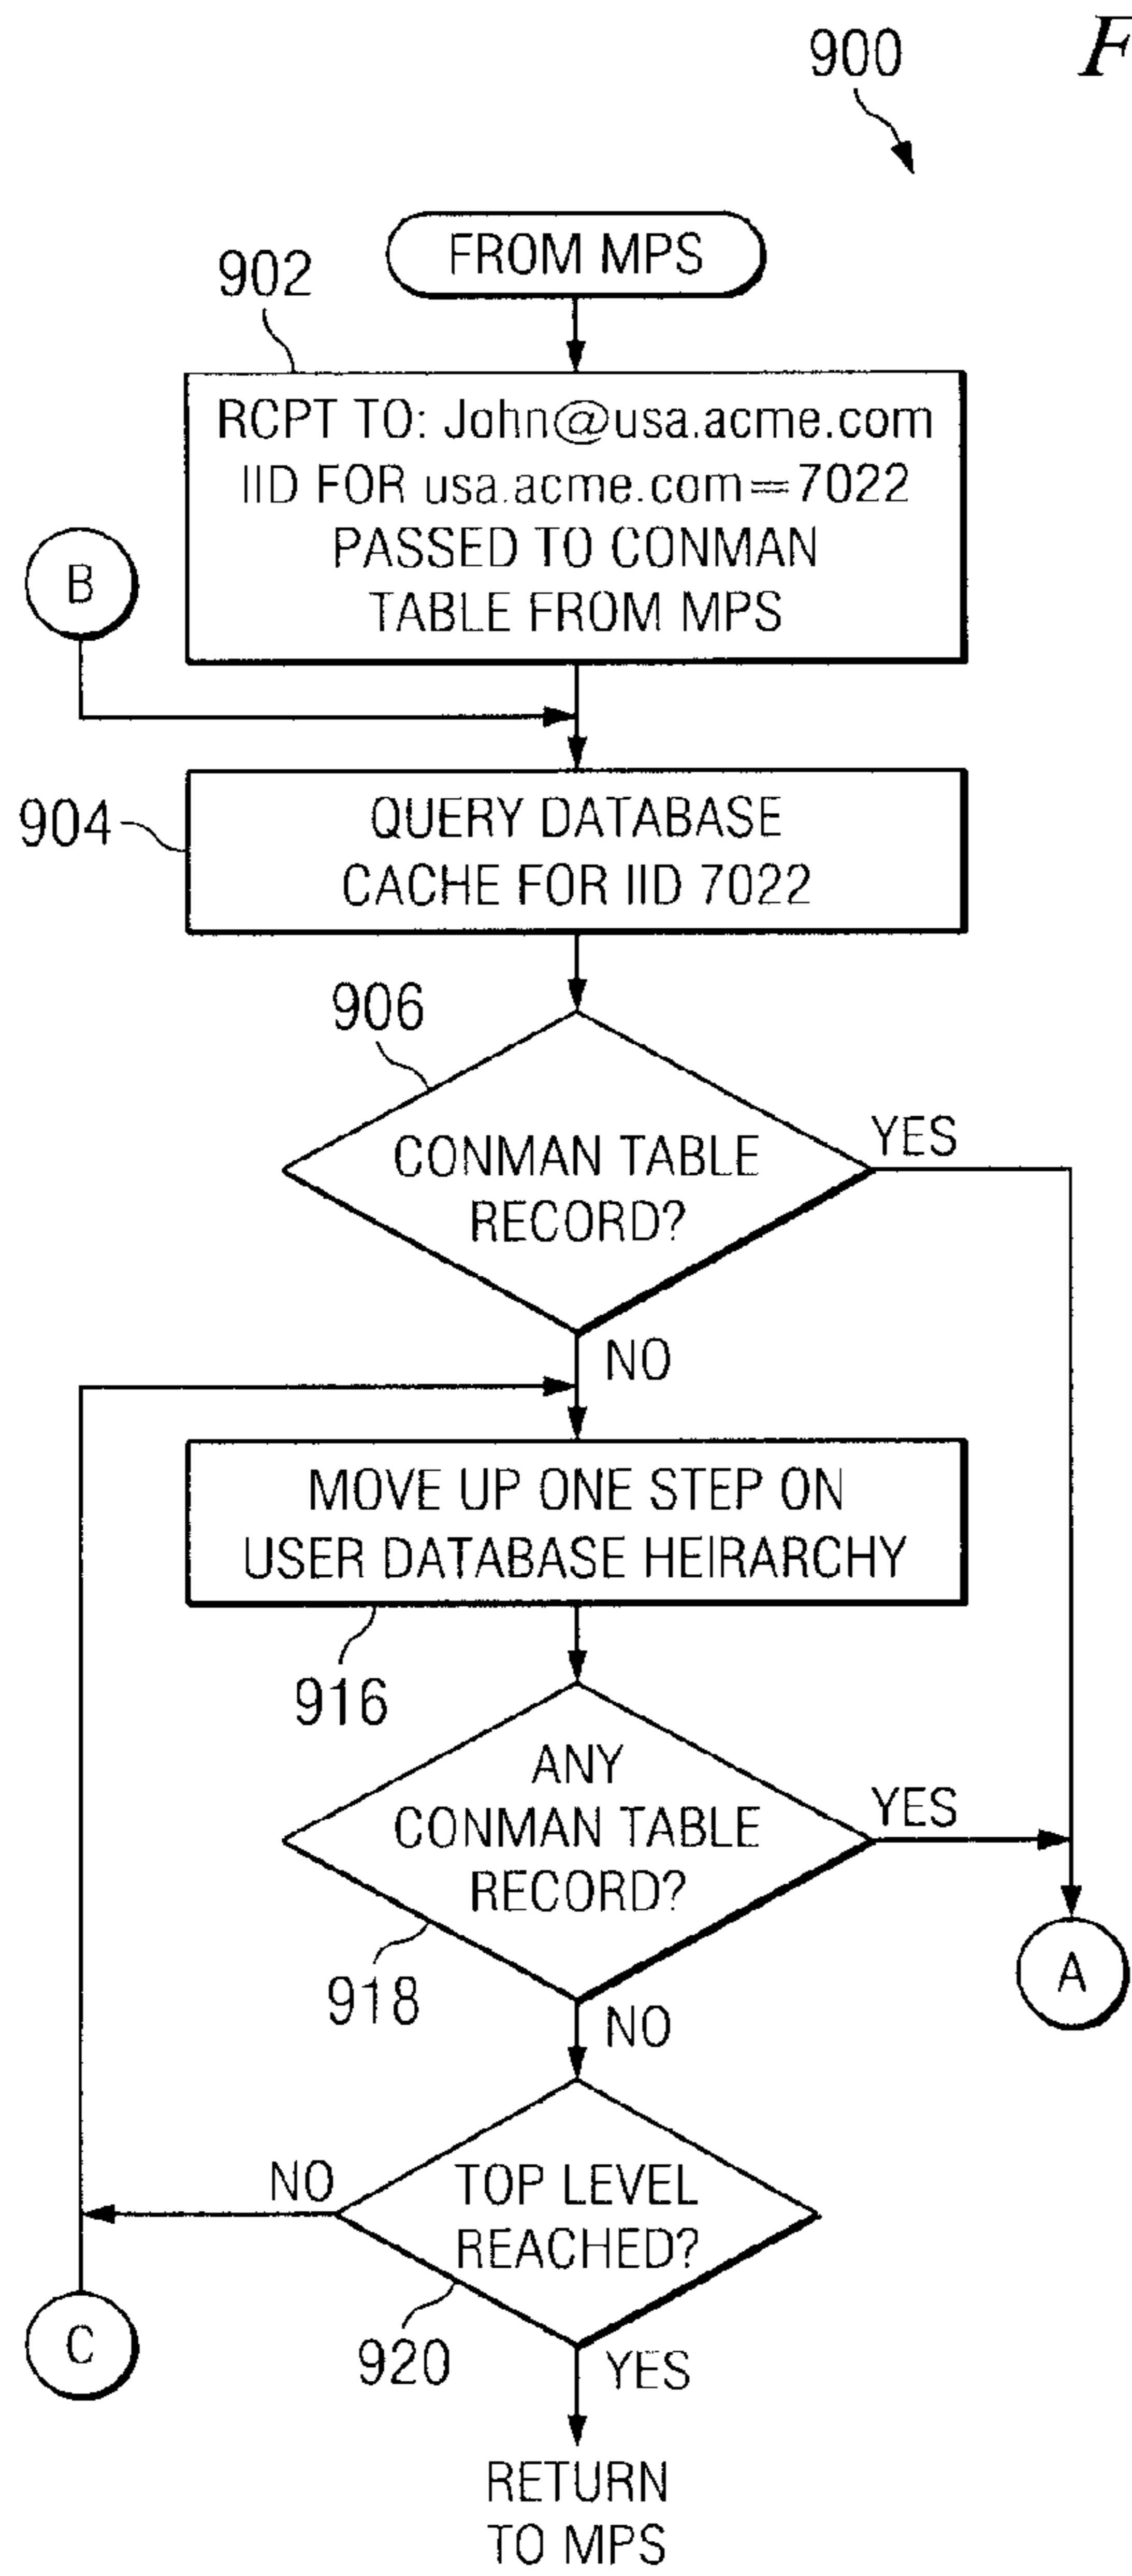 900
F
FROM MPS
902
RCPT TO: John@usa.acme.com
IID FOR usa.acme.com=7022
PASSED TO CONMAN
TABLE FROM MPS
B
904
QUERY DATABASE
CACHE FOR IID 7022
906
CONMAN TABLE
RECORD?
YES
NO
MOVE UP ONE STEP ON
USER DATABASE HEIRARCHY
916
ANY
CONMAN TABLE
RECORD?
YES
918
A
NO
TOP LEVEL
REACHED?
NO
C
920
YES
RETURN
TO MPS